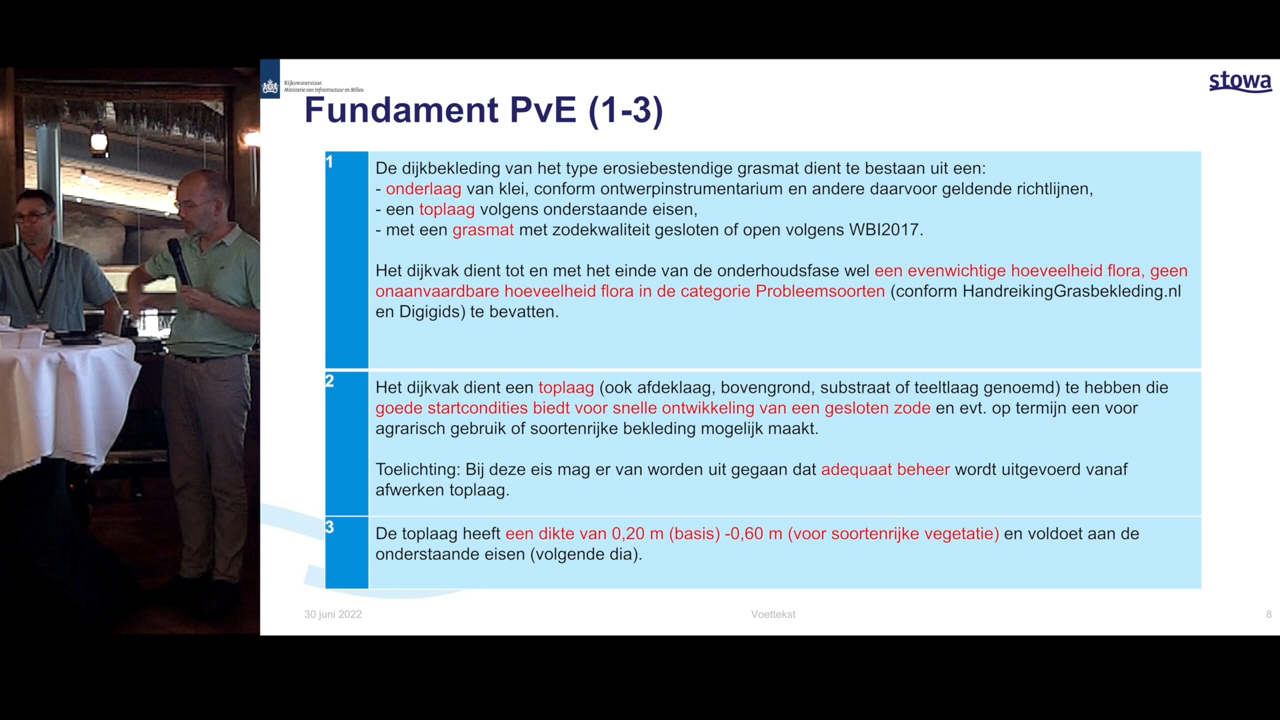 Rijkswaterstaat
Ministerie van Infrastructuur en Milieu
stowa
Fundament PvE (1-3)
1
De dijkbekleding van het type erosiebestendige grasmat dient te bestaan uit een:
- onderlaag van klei, conform ontwerpinstrumentarium en andere daarvoor geldende richtlijnen,
- een toplaag volgens onderstaande eisen,
- met een grasmat met zodekwaliteit gesloten of open volgens WBI2017.
Het dijkvak dient tot en met het einde van de onderhoudsfase wel een evenwichtige hoeveelheid flora, geen
onaanvaardbare hoeveelheid flora in de categorie Probleemsoorten (conform HandreikingGrasbekleding.nl
en Digigids) te bevatten.
2
Het dijkvak dient een toplaag (ook afdeklaag, bovengrond, substraat of teeltlaag genoemd) te hebben die
goede startcondities biedt voor snelle ontwikkeling van een gesloten zode en evt. op termijn een voor
agrarisch gebruik of soortenrijke bekleding mogelijk maakt.
Toelichting: Bij deze eis mag er van worden uit gegaan dat adequaat beheer wordt uitgevoerd vanaf
afwerken toplaag.
3
De toplaag heeft een dikte van 0,20 m (basis) -0,60 m (voor soortenrijke vegetatie) en voldoet aan de
onderstaande eisen (volgende dia).
30 juni 2022
Voettekst
8